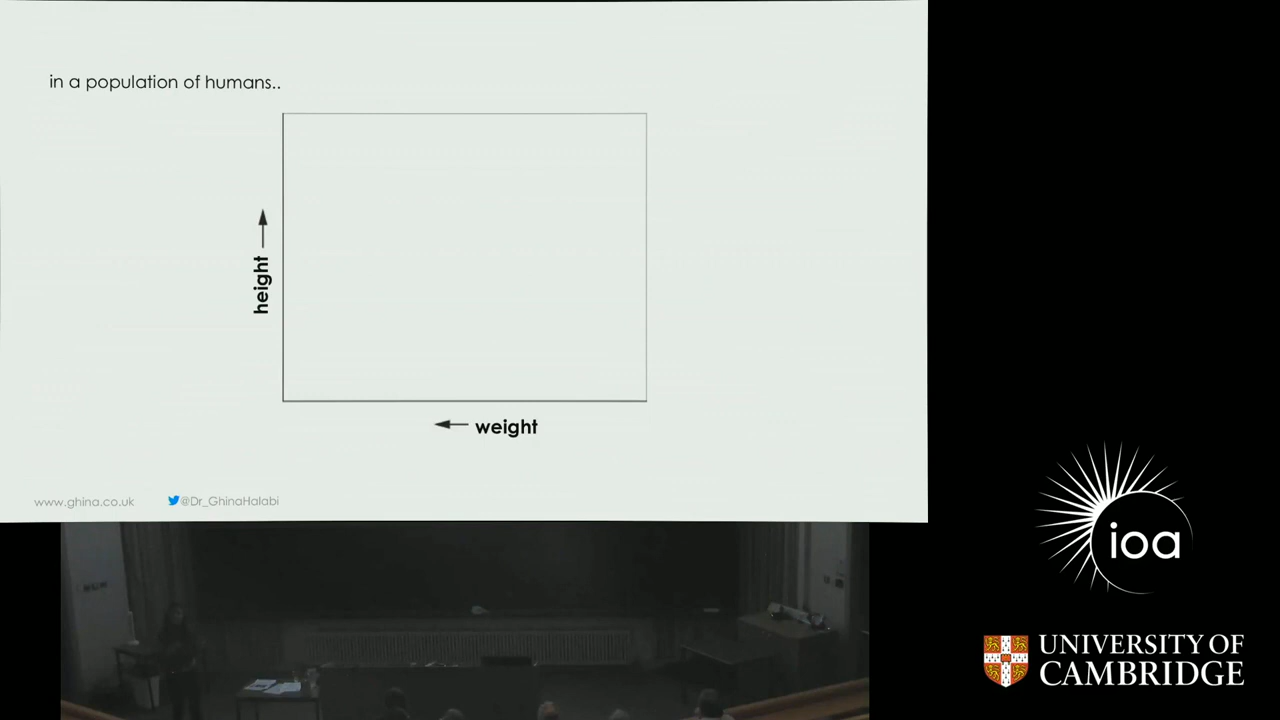 in a population of humans..
height
weight
www.ghina.co.uk @Dr_GhinaHalabi
ioa
UNIVERSITY OF
CAMBRIDGE